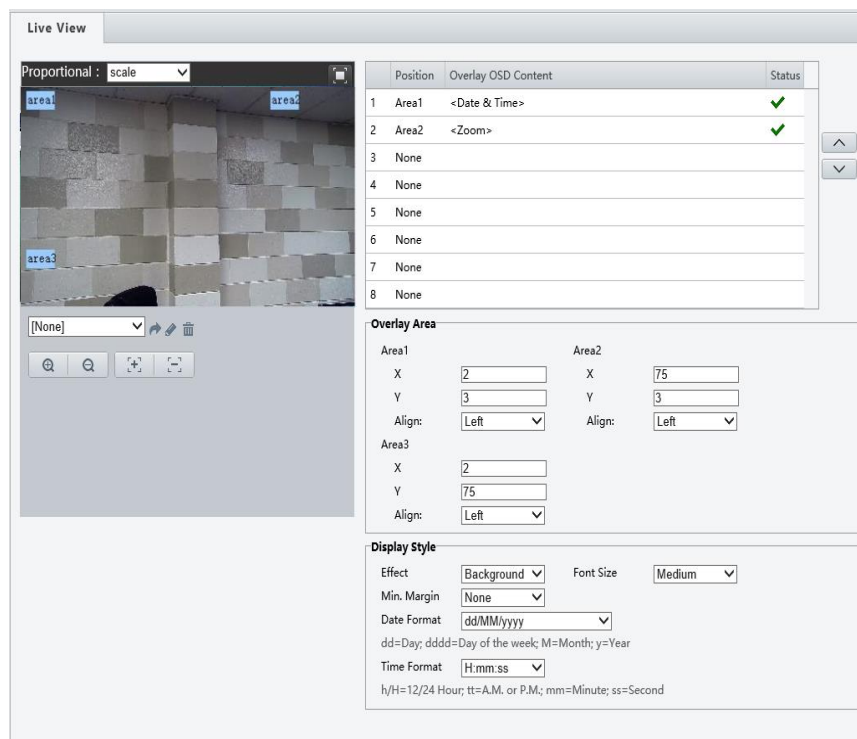 Live View
Proportional : scale
area1 area2
area3
[None]
Position Overlay OSD Content Status
1 Area1 <Date & Time>
2 Area2 <Zoom>
3 None
4 None
5 None
6 None
7 None
8 None
Overlay Area
Area1 Area2
X 2 X 75
Y 3 Y 3
Align: Left Align: Left
Area3
X 2
Y 75
Align: Left
Display Style
Effect Background Font Size Medium
Min. Margin None
Date Format dd/MM/yyyy
dd=Day; dddd=Day of the week; M=Month; y=Year
Time Format H:mm:ss
h/H=12/24 Hour; tt=A.M. or P.M.; mm=Minute; ss=Second